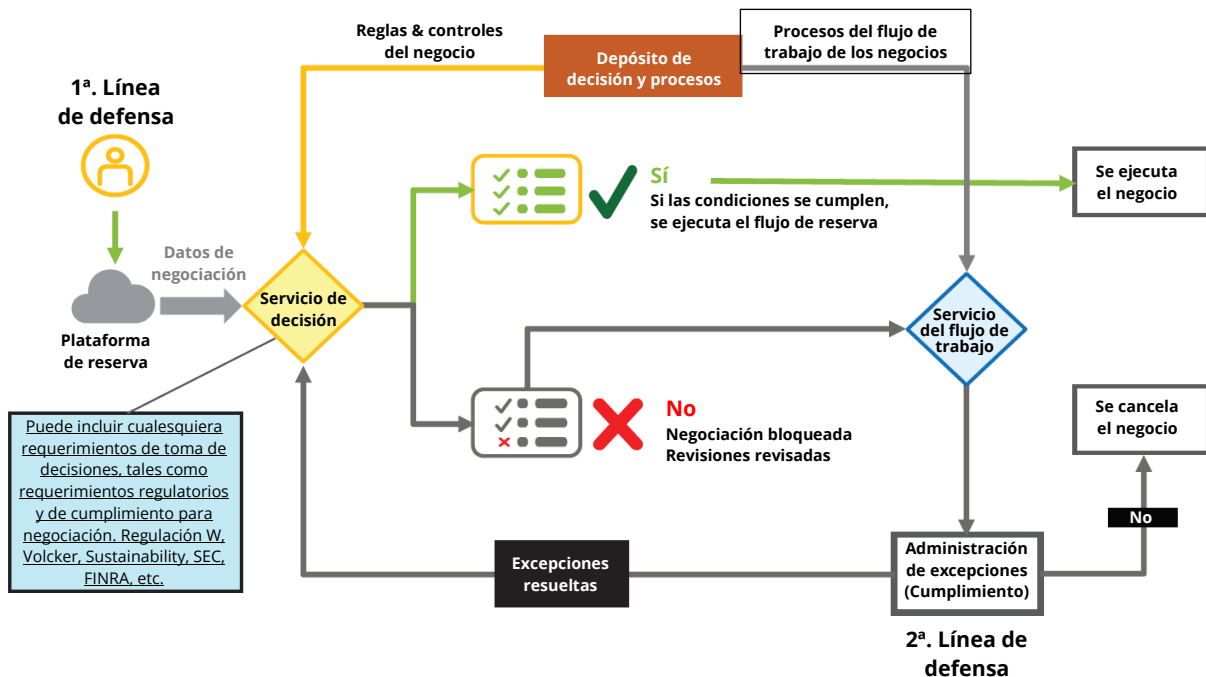 Reglas & controles
del negocio
Depósito de
decisión y procesos
Procesos del flujo de
trabajo de los negocios
1ª. Línea
de defensa
Sí
Si las condiciones se cumplen,
se ejecuta el flujo de reserva
Se ejecuta
el negocio
Datos de
negociación
Plataforma
de reserva
Servicio de
decisión
Servicio
del flujo de
trabajo
No
Negociación bloqueada
Revisiones revisadas
Se cancela
el negocio
No
Puede incluir cualesquiera
requerimientos de toma de
decisiones, tales como
requerimientos regulatorios
y de cumplimiento para
negociación. Regulación W,
Volcker, Sustainability, SEC,
FINRA, etc.
Excepciones
resueltas
Administración
de excepciones
(Cumplimiento)
2ª. Línea de
defensa